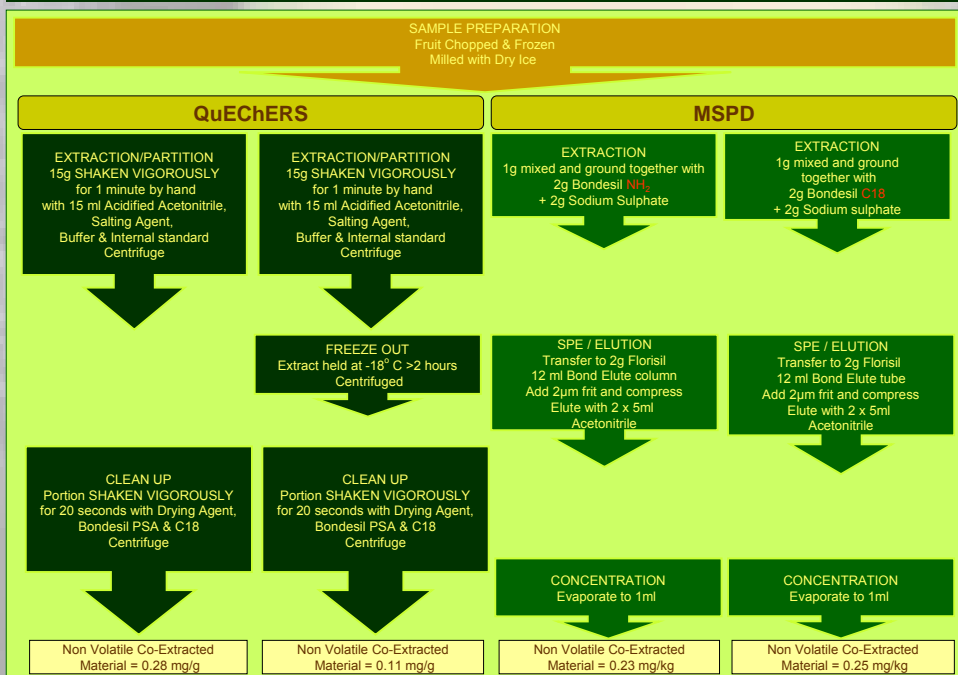 SAMPLE PREPARATION
Fruit Chopped & Frozen
Milled with Dry Ice
QuEChERS
EXTRACTION/PARTITION
15g SHAKEN VIGOROUSLY
for 1 minute by hand
with 15 ml Acidified Acetonitrile,
Salting Agent,
Buffer & Internal standard
Centrifuge
EXTRACTION/PARTITION
15g SHAKEN VIGOROUSLY
for 1 minute by hand
with 15 ml Acidified Acetonitrile,
Salting Agent,
Buffer & Internal standard
Centrifuge
FREEZE OUT
Extract held at -18° C >2 hours
Centrifuged
CLEAN UP
Portion SHAKEN VIGOROUSLY
for 20 seconds with Drying Agent,
Bondesil PSA & C18
Centrifuge
CLEAN UP
Portion SHAKEN VIGOROUSLY
for 20 seconds with Drying Agent,
Bondesil PSA & C18
Centrifuge
Non Volatile Co-Extracted
Material = 0.28 mg/g
Non Volatile Co-Extracted
Material = 0.11 mg/g
MSPD
EXTRACTION
1g mixed and ground together with
2g Bondesil NH₂
+ 2g Sodium Sulphate
EXTRACTION
1g mixed and ground
together with
2g Bondesil C18
+ 2g Sodium sulphate
SPE / ELUTION
Transfer to 2g Florisil
12 ml Bond Elute column
Add 2µm frit and compress
Elute with 2 x 5ml
Acetonitrile
SPE / ELUTION
Transfer to 2g Florisil
12 ml Bond Elute tube
Add 2µm frit and compress
Elute with 2 x 5ml
Acetonitrile
CONCENTRATION
Evaporate to 1ml
CONCENTRATION
Evaporate to 1ml
Non Volatile Co-Extracted
Material = 0.23 mg/kg
Non Volatile Co-Extracted
Material = 0.25 mg/kg